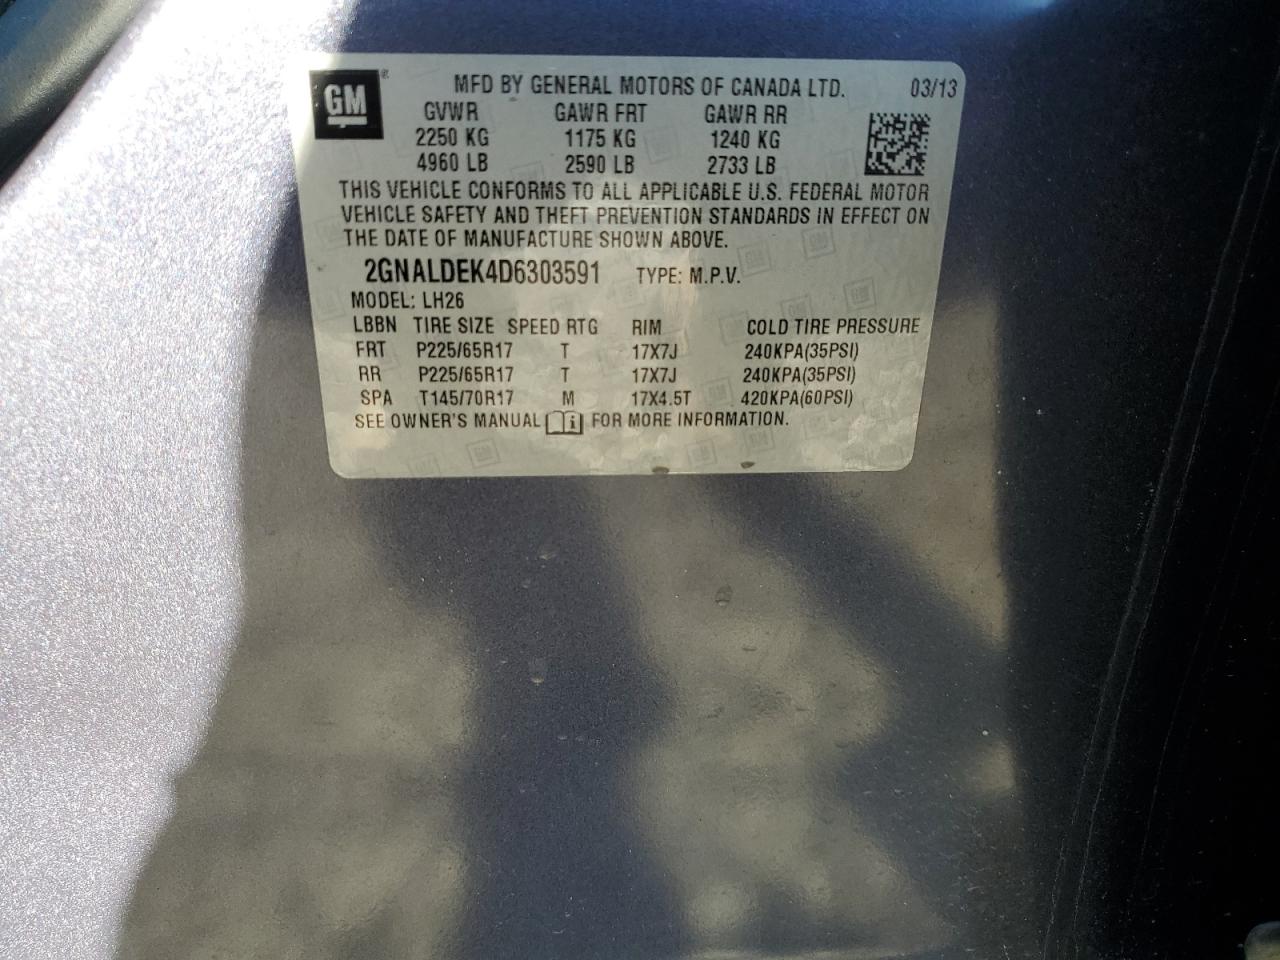 GM ®
MFD BY GENERAL MOTORS OF CANADA LTD. 03/13
GVWR GAWR FRT GAWR RR
2250 KG 1175 KG 1240 KG
4960 LB 2590 LB 2733 LB
THIS VEHICLE CONFORMS TO ALL APPLICABLE U.S. FEDERAL MOTOR
VEHICLE SAFETY AND THEFT PREVENTION STANDARDS IN EFFECT ON
THE DATE OF MANUFACTURE SHOWN ABOVE.
2GNALDEK4D6303591 TYPE: M.P.V.
MODEL: LH26
LBBN TIRE SIZE SPEED RTG RIM COLD TIRE PRESSURE
FRT P225/65R17 T 17X7J 240KPA(35PSI)
RR P225/65R17 T 17X7J 240KPA(35PSI)
SPA T145/70R17 M 17X4.5T 420KPA(60PSI)
SEE OWNER'S MANUAL i FOR MORE INFORMATION.